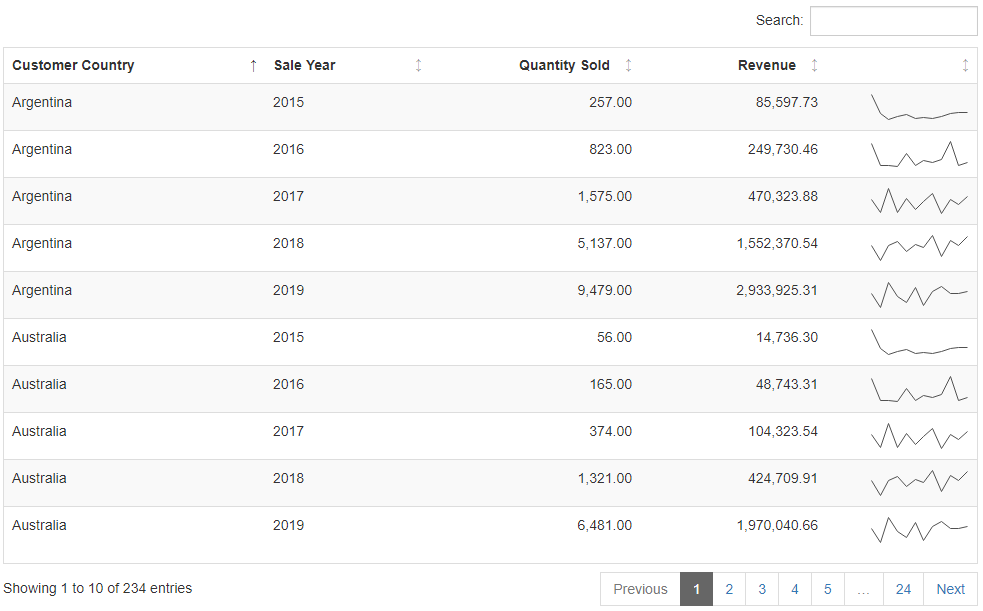 Search:
Customer Country ↑ Sale Year Quantity Sold Revenue
Argentina 2015 257.00 85,597.73
Argentina 2016 823.00 249,730.46
Argentina 2017 1,575.00 470,323.88
Argentina 2018 5,137.00 1,552,370.54
Argentina 2019 9,479.00 2,933,925.31
Australia 2015 56.00 14,736.30
Australia 2016 165.00 48,743.31
Australia 2017 374.00 104,323.54
Australia 2018 1,321.00 424,709.91
Australia 2019 6,481.00 1,970,040.66
Showing 1 to 10 of 234 entries Previous 1 2 3 4 5 … 24 Next